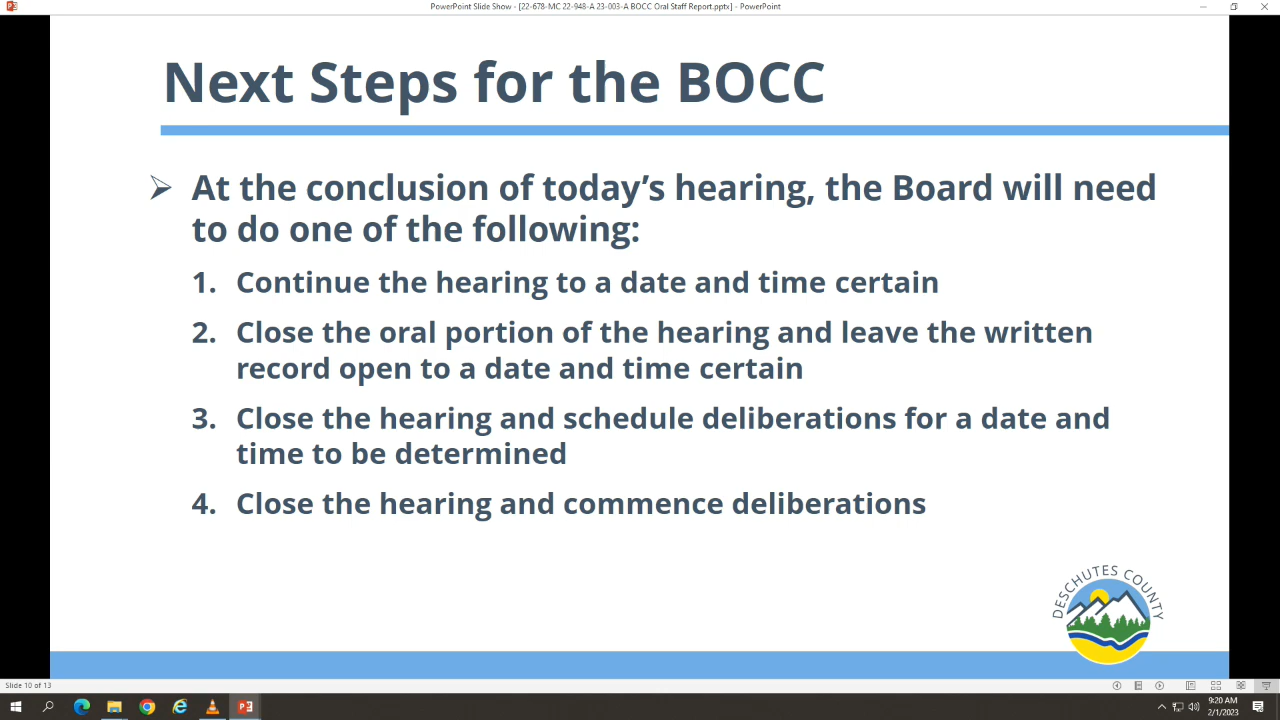 PowerPoint Slide Show - [22-678-MC 22-948-A 23-003-A BOCC Oral Staff Report.pptx] - PowerPoint
Next Steps for the BOCC
At the conclusion of today’s hearing, the Board will need
to do one of the following:
1. Continue the hearing to a date and time certain
2. Close the oral portion of the hearing and leave the written
record open to a date and time certain
3. Close the hearing and schedule deliberations for a date and
time to be determined
4. Close the hearing and commence deliberations
DESCHUTES COUNTY
Slide 10 of 13
9:20 AM
2/1/2023